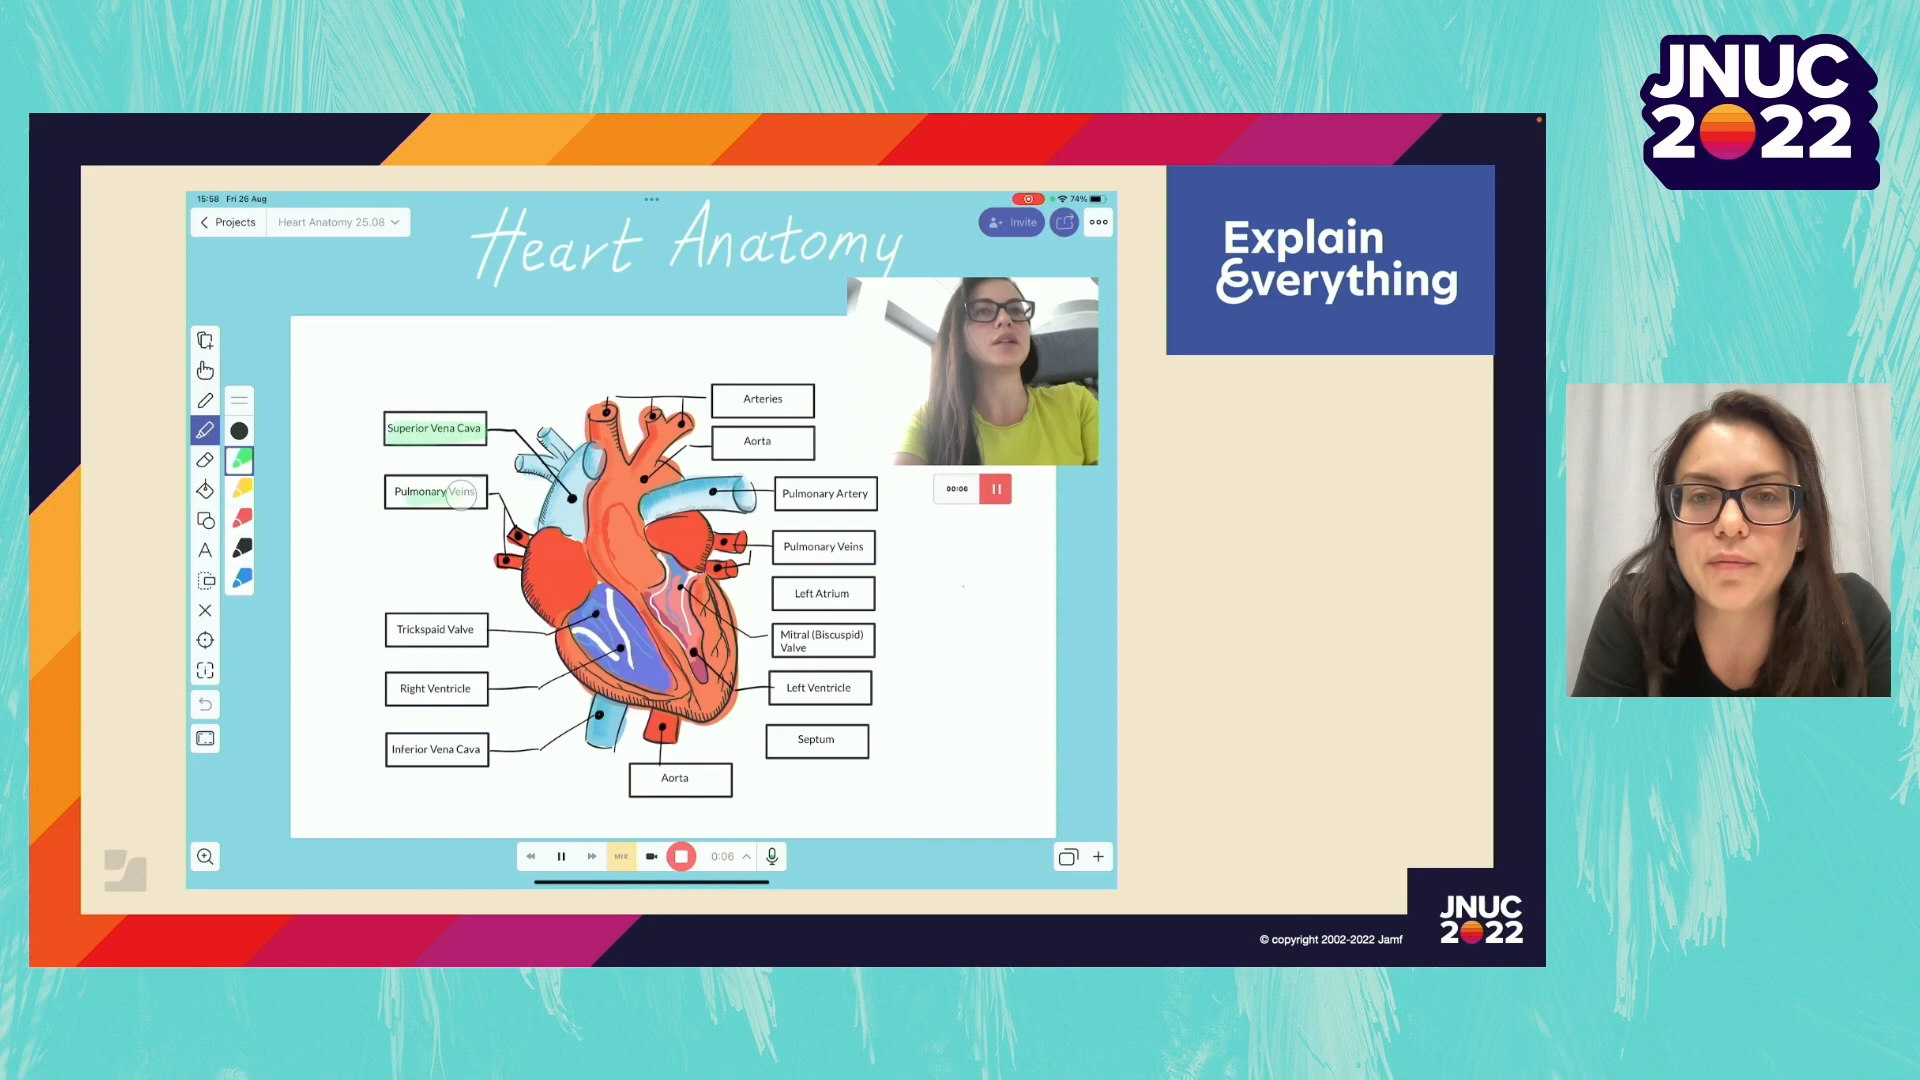 JNUC
2022
15:58 Fri 26 Aug
74%
Projects
Heart Anatomy 25.08
Heart Anatomy
Invite
Explain
Everything
Arteries
Superior Vena Cava
Aorta
Pulmonary Veins
Pulmonary Artery
00:06
Pulmonary Veins
Left Atrium
Trickspaid Valve
Mitral (Biscuspid)
Valve
Right Ventricle
Left Ventricle
Septum
Inferior Vena Cava
Aorta
MIX
0:06
© copyright 2002-2022 Jamf
JNUC
2022